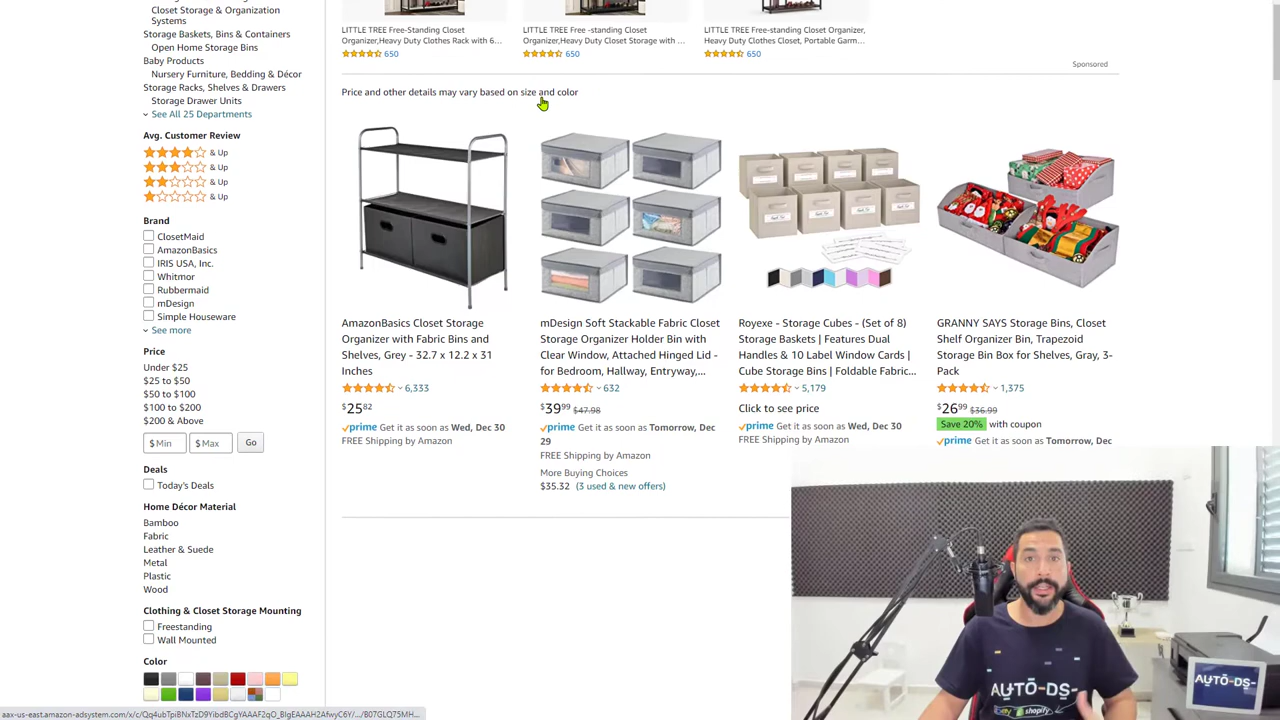 Closet Storage & Organization
Systems
Storage Baskets, Bins & Containers
Open Home Storage Bins
Baby Products
Nursery Furniture, Bedding & Décor
Storage Racks, Shelves & Drawers
Storage Drawer Units
See All 25 Departments
Avg. Customer Review
& Up
& Up
& Up
& Up
Brand
ClosetMaid
AmazonBasics
IRIS USA, Inc.
Whitmor
Rubbermaid
mDesign
Simple Houseware
See more
Price
Under $25
$25 to $50
$50 to $100
$100 to $200
$200 & Above
$ Min $ Max Go
Deals
Today's Deals
Home Décor Material
Bamboo
Fabric
Leather & Suede
Metal
Plastic
Wood
Clothing & Closet Storage Mounting
Freestanding
Wall Mounted
Color
LITTLE TREE Free-Standing Closet
Organizer,Heavy Duty Clothes Rack with 6...
650
LITTLE TREE Free -standing Closet
Organizer,Heavy Duty Closet Storage with ...
650
LITTLE TREE Free-standing Closet Organizer,
Heavy Duty Clothes Closet, Portable Garm...
650
Sponsored
Price and other details may vary based on size and color
AmazonBasics Closet Storage
Organizer with Fabric Bins and
Shelves, Grey - 32.7 x 12.2 x 31
Inches
6,333
$25 82
prime Get it as soon as Wed, Dec 30
FREE Shipping by Amazon
mDesign Soft Stackable Fabric Closet
Storage Organizer Holder Bin with
Clear Window, Attached Hinged Lid -
for Bedroom, Hallway, Entryway,...
632
$39 99 $47.98
prime Get it as soon as Tomorrow, Dec
29
FREE Shipping by Amazon
More Buying Choices
$35.32 (3 used & new offers)
Royexe - Storage Cubes - (Set of 8)
Storage Baskets | Features Dual
Handles & 10 Label Window Cards |
Cube Storage Bins | Foldable Fabric...
5,179
Click to see price
prime Get it as soon as Wed, Dec 30
FREE Shipping by Amazon
GRANNY SAYS Storage Bins, Closet
Shelf Organizer Bin, Trapezoid
Storage Bin Box for Shelves, Gray, 3-
Pack
1,375
$26 99 $36.99
Save 20% with coupon
prime Get it as soon as Tomorrow, Dec
AUTO-DS-
shopify
AUTO-DS-